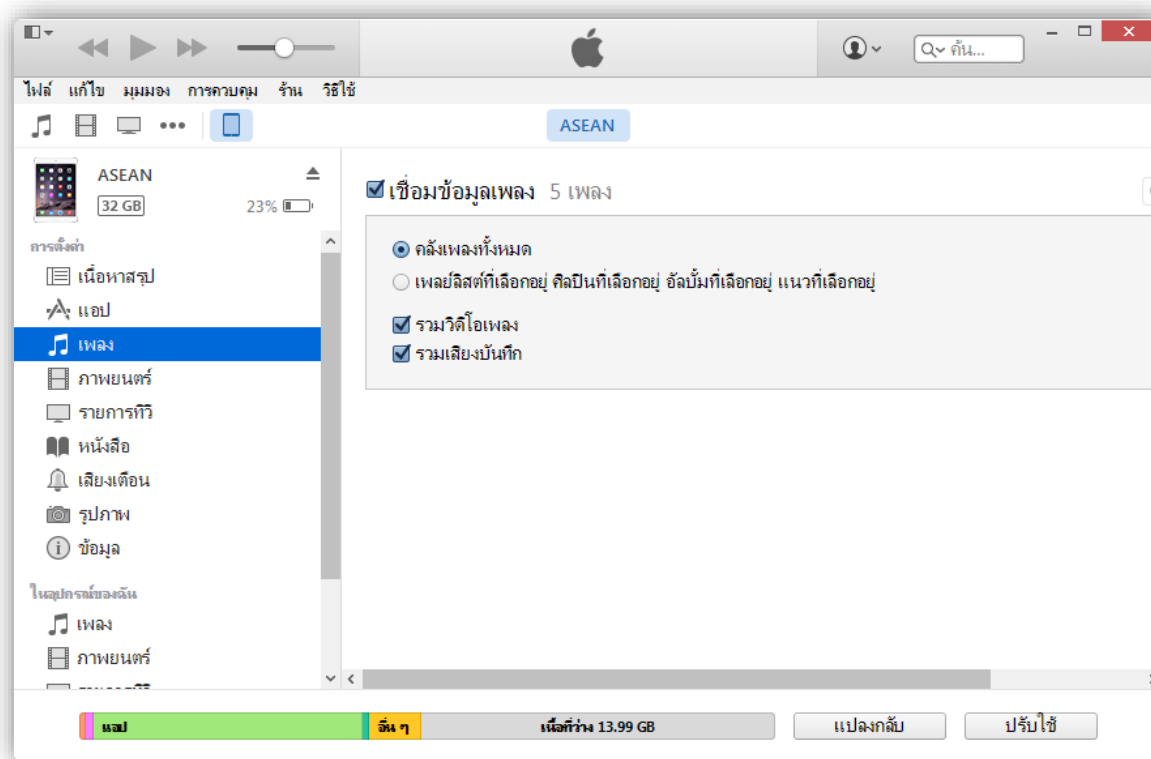 ค้น...
ไฟล์ แก้ไข มุมมอง การควบคุม ร้าน วิธีใช้
ASEAN
ASEAN
32 GB 23%
เชื่อมข้อมูลเพลง 5 เพลง
การตั้งค่า
เนื้อหาสรุป
แอป
เพลง
ภาพยนตร์
รายการทีวี
หนังสือ
เสียงเตือน
รูปภาพ
ข้อมูล
คลังเพลงทั้งหมด
เพลย์ลิสต์ที่เลือกอยู่ ศิลปินที่เลือกอยู่ อัลบั้มที่เลือกอยู่ แนวที่เลือกอยู่
รวมวิดีโอเพลง
รวมเสียงบันทึก
ในอุปกรณ์ของฉัน
เพลง
ภาพยนตร์
แอป อื่น ๆ เนื้อที่ว่าง 13.99 GB แปลงกลับ ปรับใช้